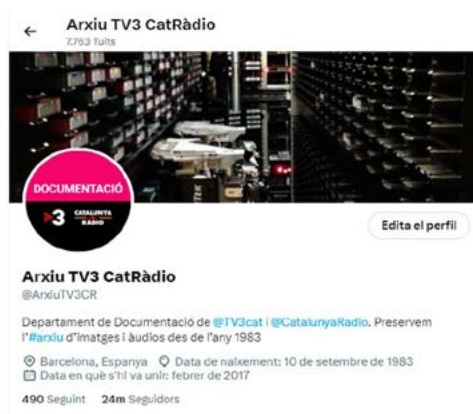 Arxiu TV3 CatRàdio
7.763 Tuits
DOCUMENTACIÓ
3 CATALUNYA
RÀDIO
Edita el perfil
Arxiu TV3 CatRàdio
@ArxiuTV3CR
Departament de Documentació de @TV3cat i @CatalunyaRadio. Preservem
l'#arxiu d'imatges i àudios des de l'any 1983
Barcelona, Espanya Data de naixement: 10 de setembre de 1983
Data en què s'hi va unir: febrer de 2017
490 Seguint 24m Seguidors